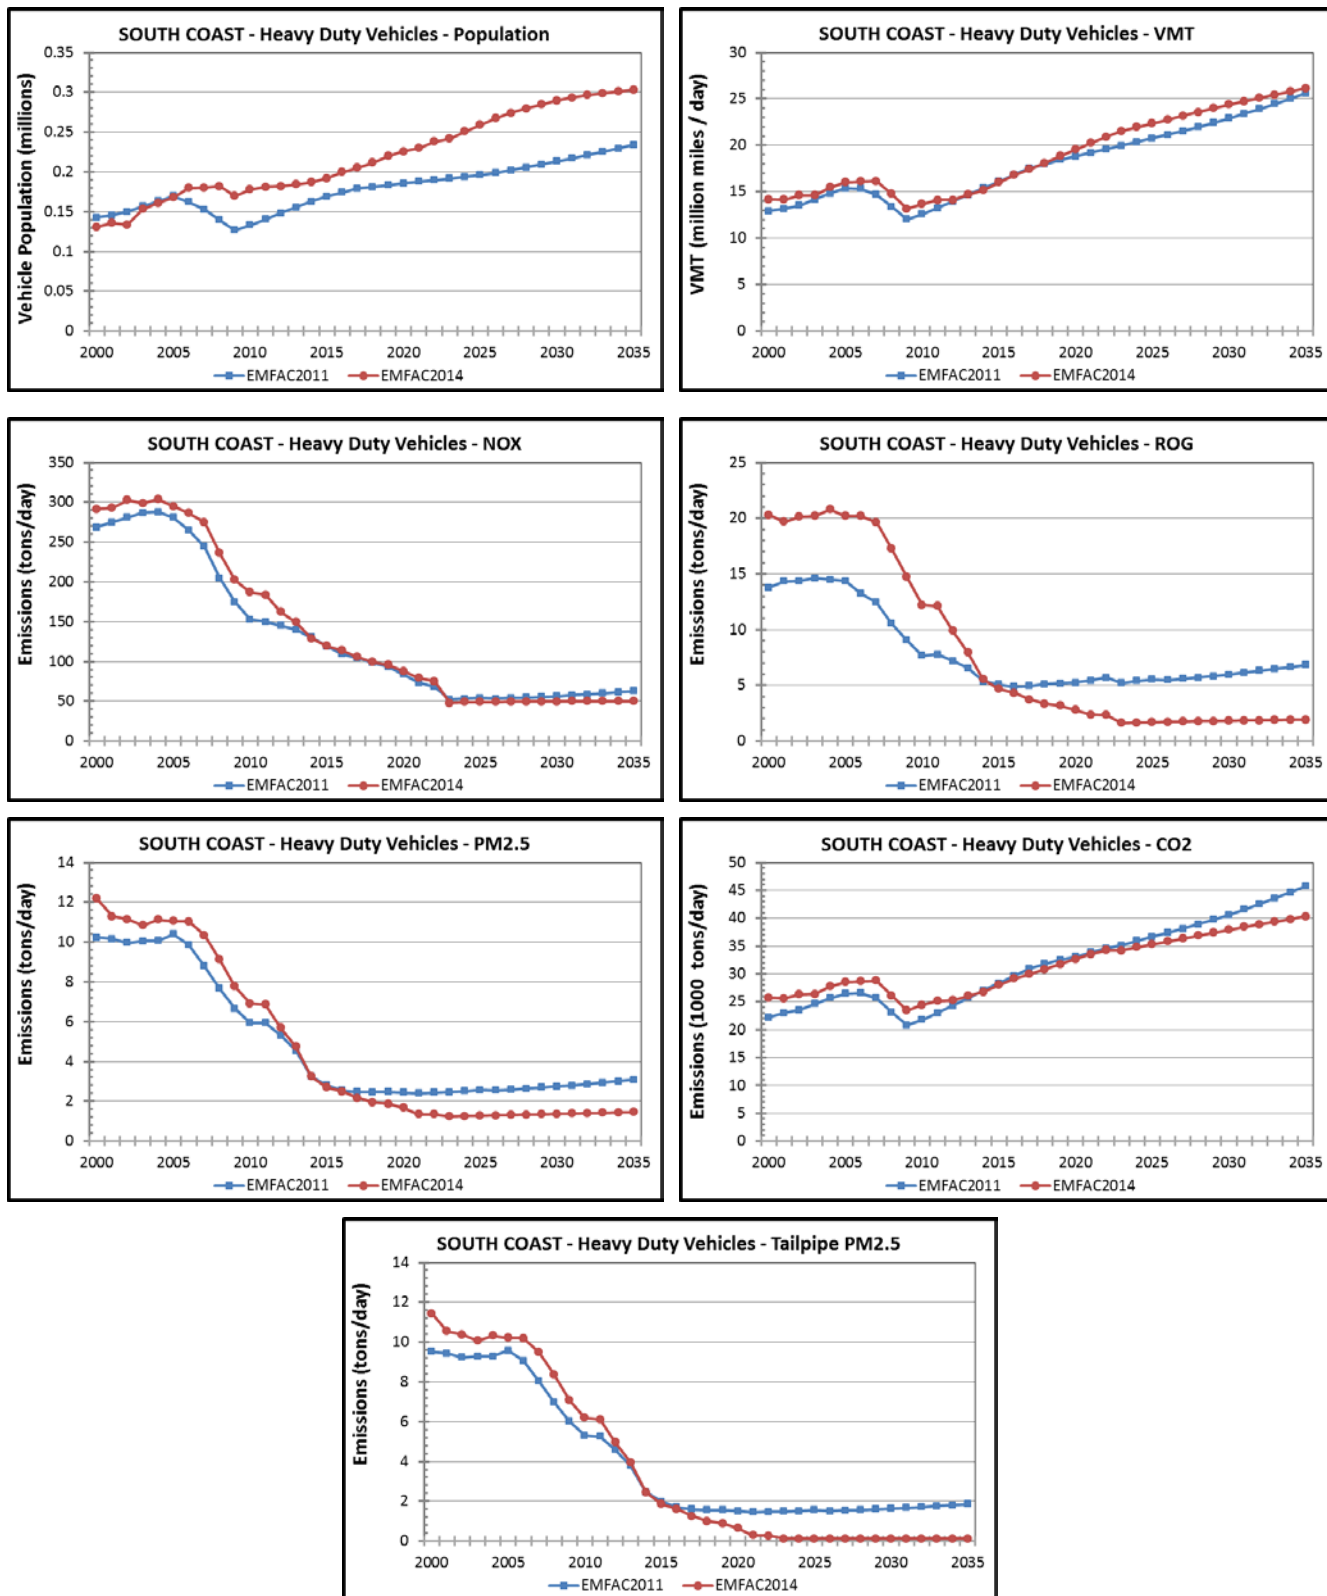 SOUTH COAST - Heavy Duty Vehicles - Population
Vehicle Population (millions)
0.35
0.3
0.25
0.2
0.15
0.1
0.05
0
2000 2005 2010 2015 2020 2025 2030 2035
EMFAC2011 EMFAC2014
SOUTH COAST - Heavy Duty Vehicles - VMT
VMT (million miles / day)
30
25
20
15
10
5
0
2000 2005 2010 2015 2020 2025 2030 2035
EMFAC2011 EMFAC2014
SOUTH COAST - Heavy Duty Vehicles - NOX
Emissions (tons/day)
350
300
250
200
150
100
50
0
2000 2005 2010 2015 2020 2025 2030 2035
EMFAC2011 EMFAC2014
SOUTH COAST - Heavy Duty Vehicles - ROG
Emissions (tons/day)
25
20
15
10
5
0
2000 2005 2010 2015 2020 2025 2030 2035
EMFAC2011 EMFAC2014
SOUTH COAST - Heavy Duty Vehicles - PM2.5
Emissions (tons/day)
14
12
10
8
6
4
2
0
2000 2005 2010 2015 2020 2025 2030 2035
EMFAC2011 EMFAC2014
SOUTH COAST - Heavy Duty Vehicles - CO2
Emissions (1000 tons/day)
50
45
40
35
30
25
20
15
10
5
0
2000 2005 2010 2015 2020 2025 2030 2035
EMFAC2011 EMFAC2014
SOUTH COAST - Heavy Duty Vehicles - Tailpipe PM2.5
Emissions (tons/day)
14
12
10
8
6
4
2
0
2000 2005 2010 2015 2020 2025 2030 2035
EMFAC2011 EMFAC2014